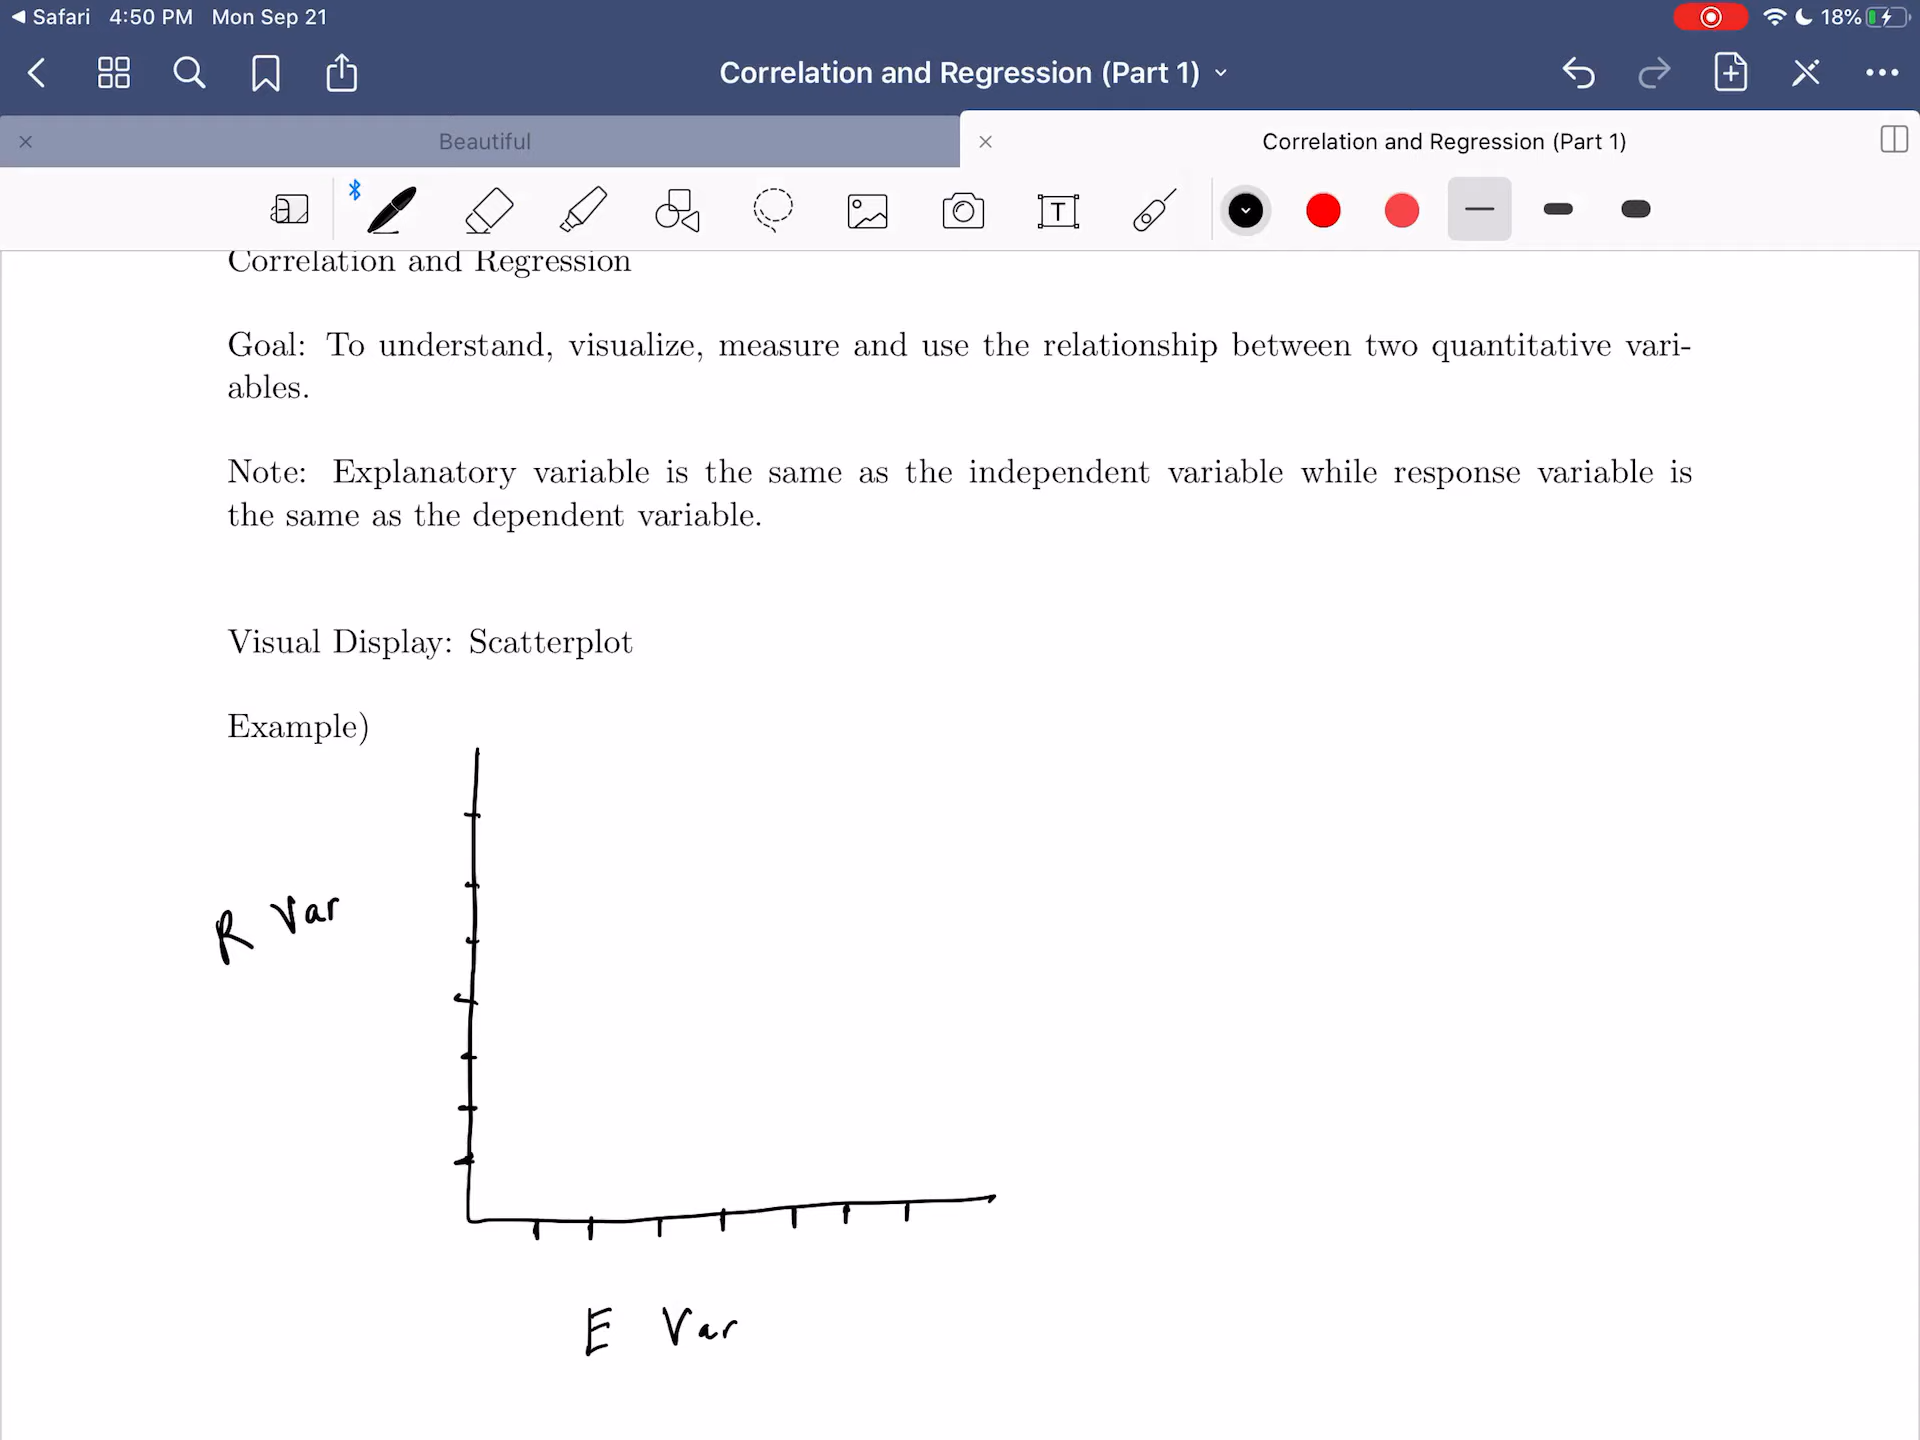 Safari 4:50 PM Mon Sep 21 18%
Correlation and Regression (Part 1)
Beautiful Correlation and Regression (Part 1)
a T
Correlation and Regression
Goal: To understand, visualize, measure and use the relationship between two quantitative vari-
ables.
Note: Explanatory variable is the same as the independent variable while response variable is
the same as the dependent variable.
Visual Display: Scatterplot
Example)
R Var
E Var